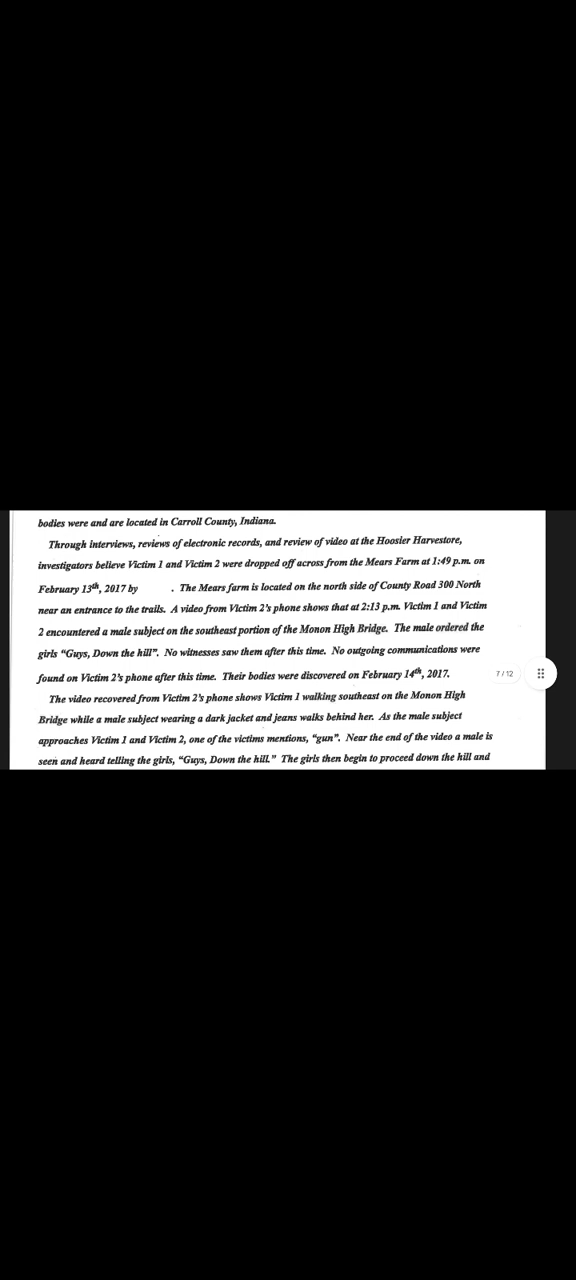 bodies were and are located in Carroll County, Indiana.
Through interviews, reviews of electronic records, and review of video at the Hoosier Harvestore,
investigators believe Victim 1 and Victim 2 were dropped off across from the Mears Farm at 1:49 p.m. on
February 13th, 2017 by . The Mears farm is located on the north side of County Road 300 North
near an entrance to the trails. A video from Victim 2's phone shows that at 2:13 p.m. Victim 1 and Victim
2 encountered a male subject on the southeast portion of the Monon High Bridge. The male ordered the
girls “Guys, Down the hill”. No witnesses saw them after this time. No outgoing communications were
found on Victim 2's phone after this time. Their bodies were discovered on February 14th, 2017.
7 / 12
The video recovered from Victim 2's phone shows Victim 1 walking southeast on the Monon High
Bridge while a male subject wearing a dark jacket and jeans walks behind her. As the male subject
approaches Victim 1 and Victim 2, one of the victims mentions, “gun”. Near the end of the video a male is
seen and heard telling the girls, “Guys, Down the hill.” The girls then begin to proceed down the hill and